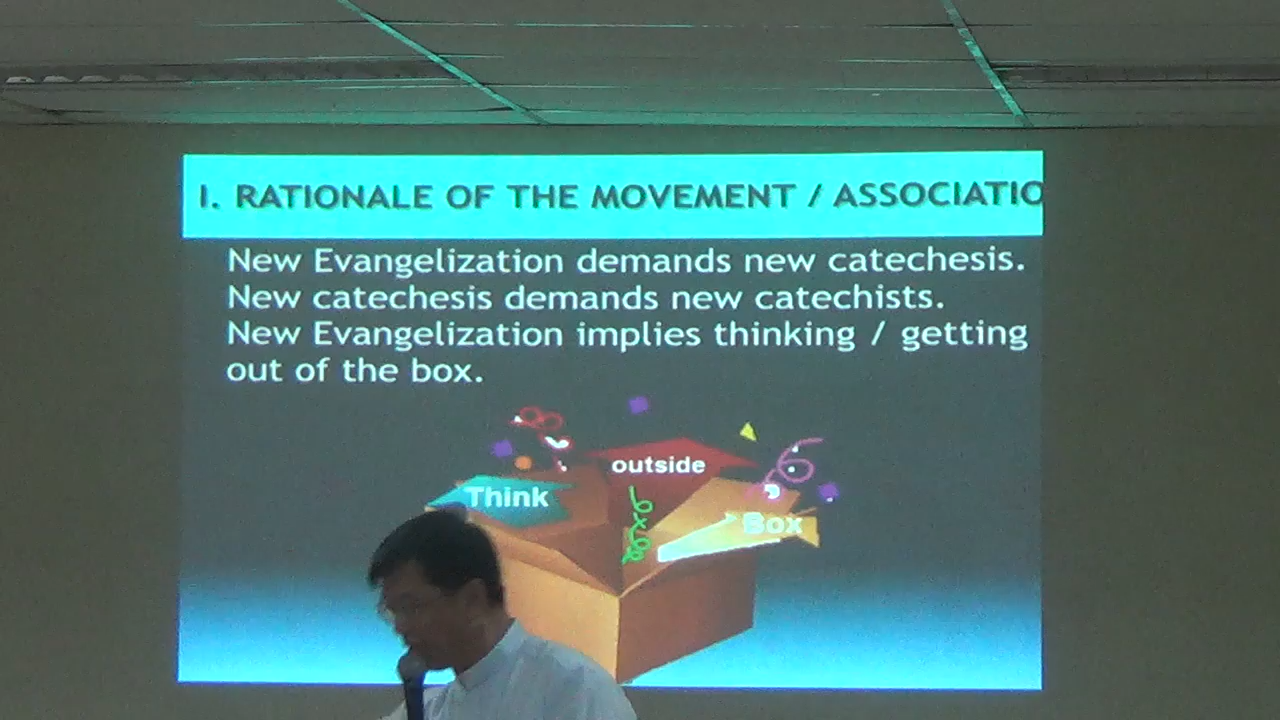 I. RATIONALE OF THE MOVEMENT / ASSOCIATIO
New Evangelization demands new catechesis.
New catechesis demands new catechists.
New Evangelization implies thinking / getting
out of the box.
outside
Think
Box